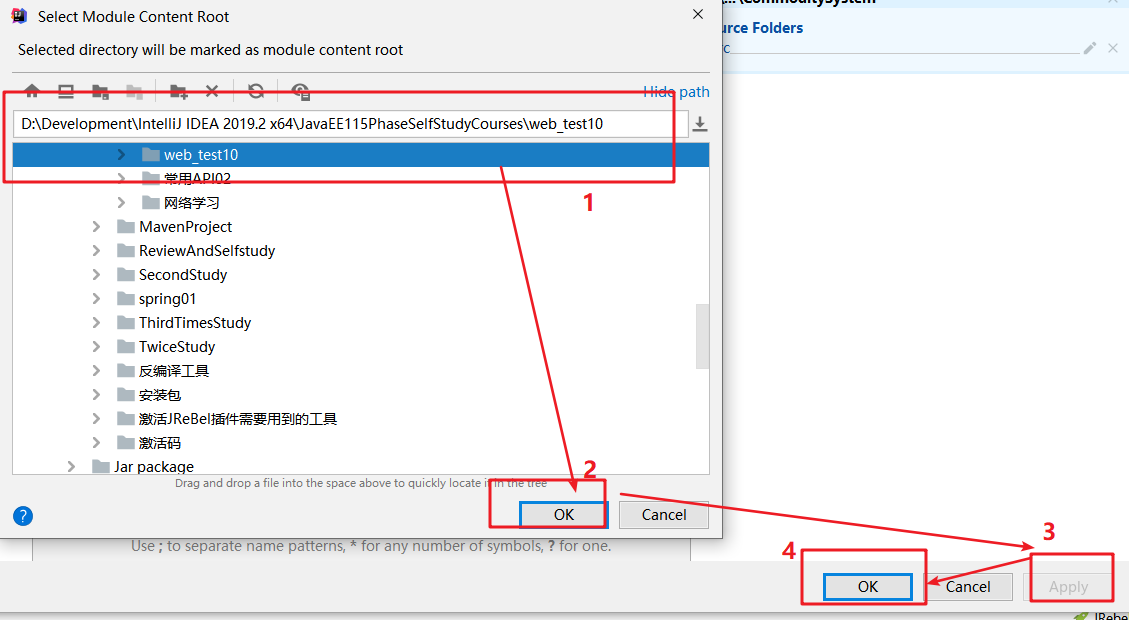 Select Module Content Root
Selected directory will be marked as module content root
Hide path
D:\Development\IntelliJ IDEA 2019.2 x64\JavaEE115PhaseSelfStudyCourses\web_test10
web_test10
常用API02
网络学习
MavenProject
ReviewAndSelfstudy
SecondStudy
spring01
ThirdTimesStudy
TwiceStudy
反编译工具
安装包
激活JReBel插件需要用到的工具
激活码
Jar package
Drag and drop a file into the space above to quickly locate it in the tree
?
OK
Cancel
1
2
\... \CommoditySystem
urce Folders
Use ; to separate name patterns, * for any number of symbols, ? for one.
3
4
OK
Cancel
Apply
JRebe